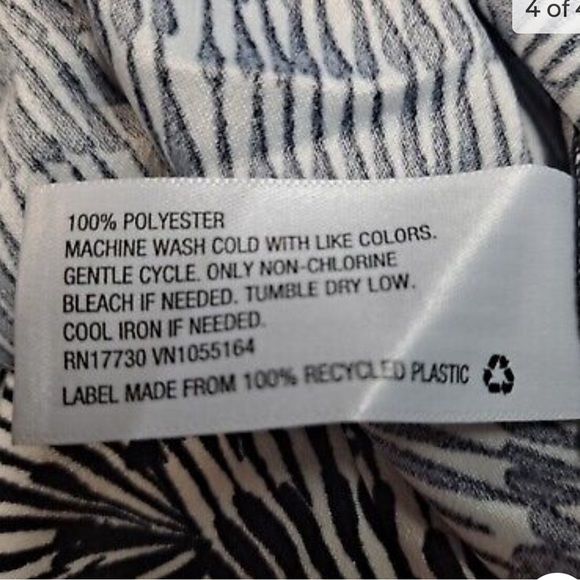 4 of 4
100% POLYESTER
MACHINE WASH COLD WITH LIKE COLORS.
GENTLE CYCLE. ONLY NON-CHLORINE
BLEACH IF NEEDED. TUMBLE DRY LOW.
COOL IRON IF NEEDED.
RN17730 VN1055164
LABEL MADE FROM 100% RECYCLED PLASTIC